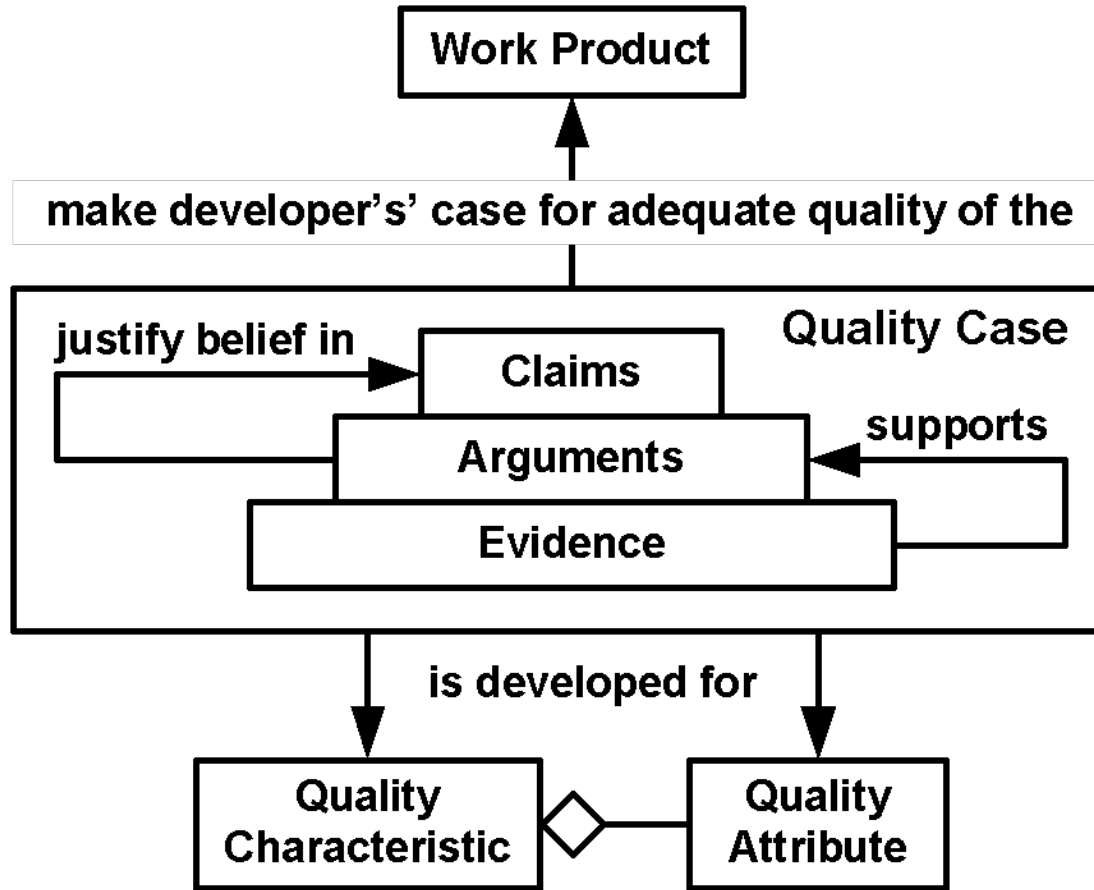 Work Product
make developer's' case for adequate quality of the
Quality Case
justify belief in
Claims
supports
Arguments
Evidence
is developed for
Quality
Characteristic
Quality
Attribute